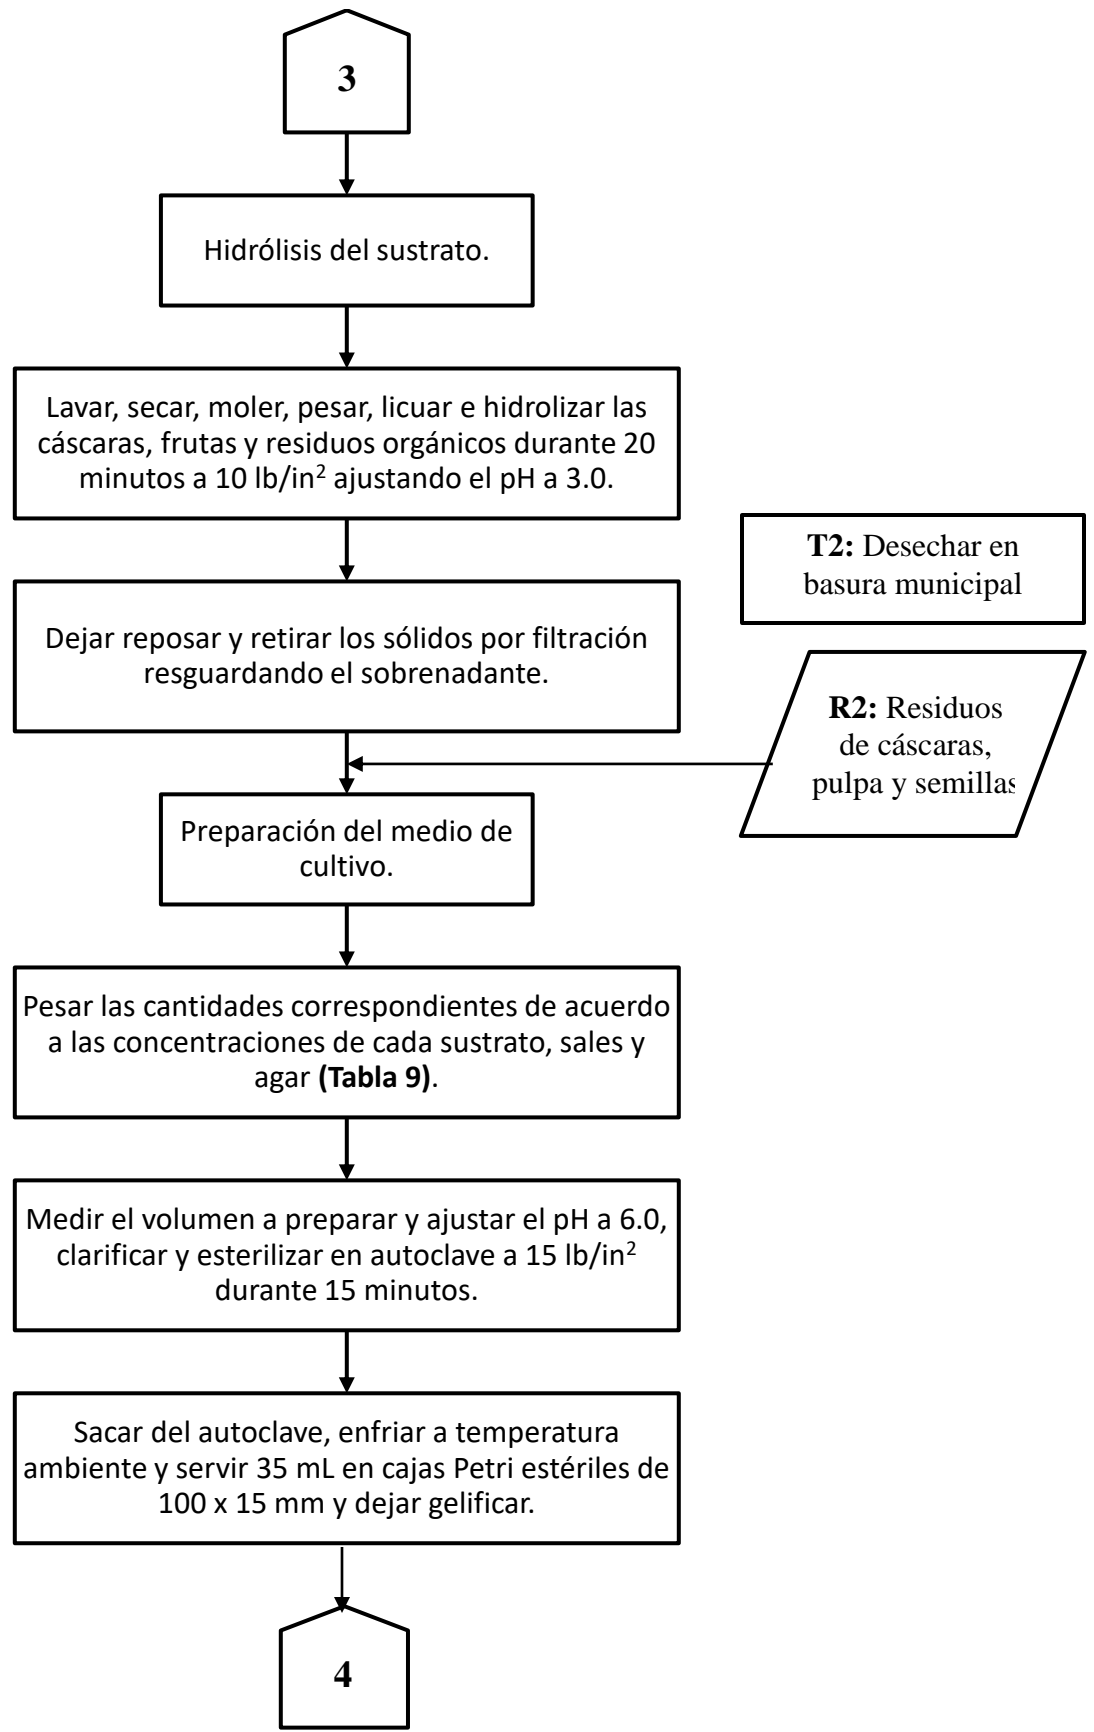 3
Hidrólisis del sustrato.
Lavar, secar, moler, pesar, licuar e hidrolizar las
cáscaras, frutas y residuos orgánicos durante 20
minutos a 10 lb/in² ajustando el pH a 3.0.
T2: Desechar en
basura municipal
Dejar reposar y retirar los sólidos por filtración
resguardando el sobrenadante.
R2: Residuos
de cáscaras,
pulpa y semillas
Preparación del medio de
cultivo.
Pesar las cantidades correspondientes de acuerdo
a las concentraciones de cada sustrato, sales y
agar (Tabla 9).
Medir el volumen a preparar y ajustar el pH a 6.0,
clarificar y esterilizar en autoclave a 15 lb/in²
durante 15 minutos.
Sacar del autoclave, enfriar a temperatura
ambiente y servir 35 mL en cajas Petri estériles de
100 x 15 mm y dejar gelificar.
4